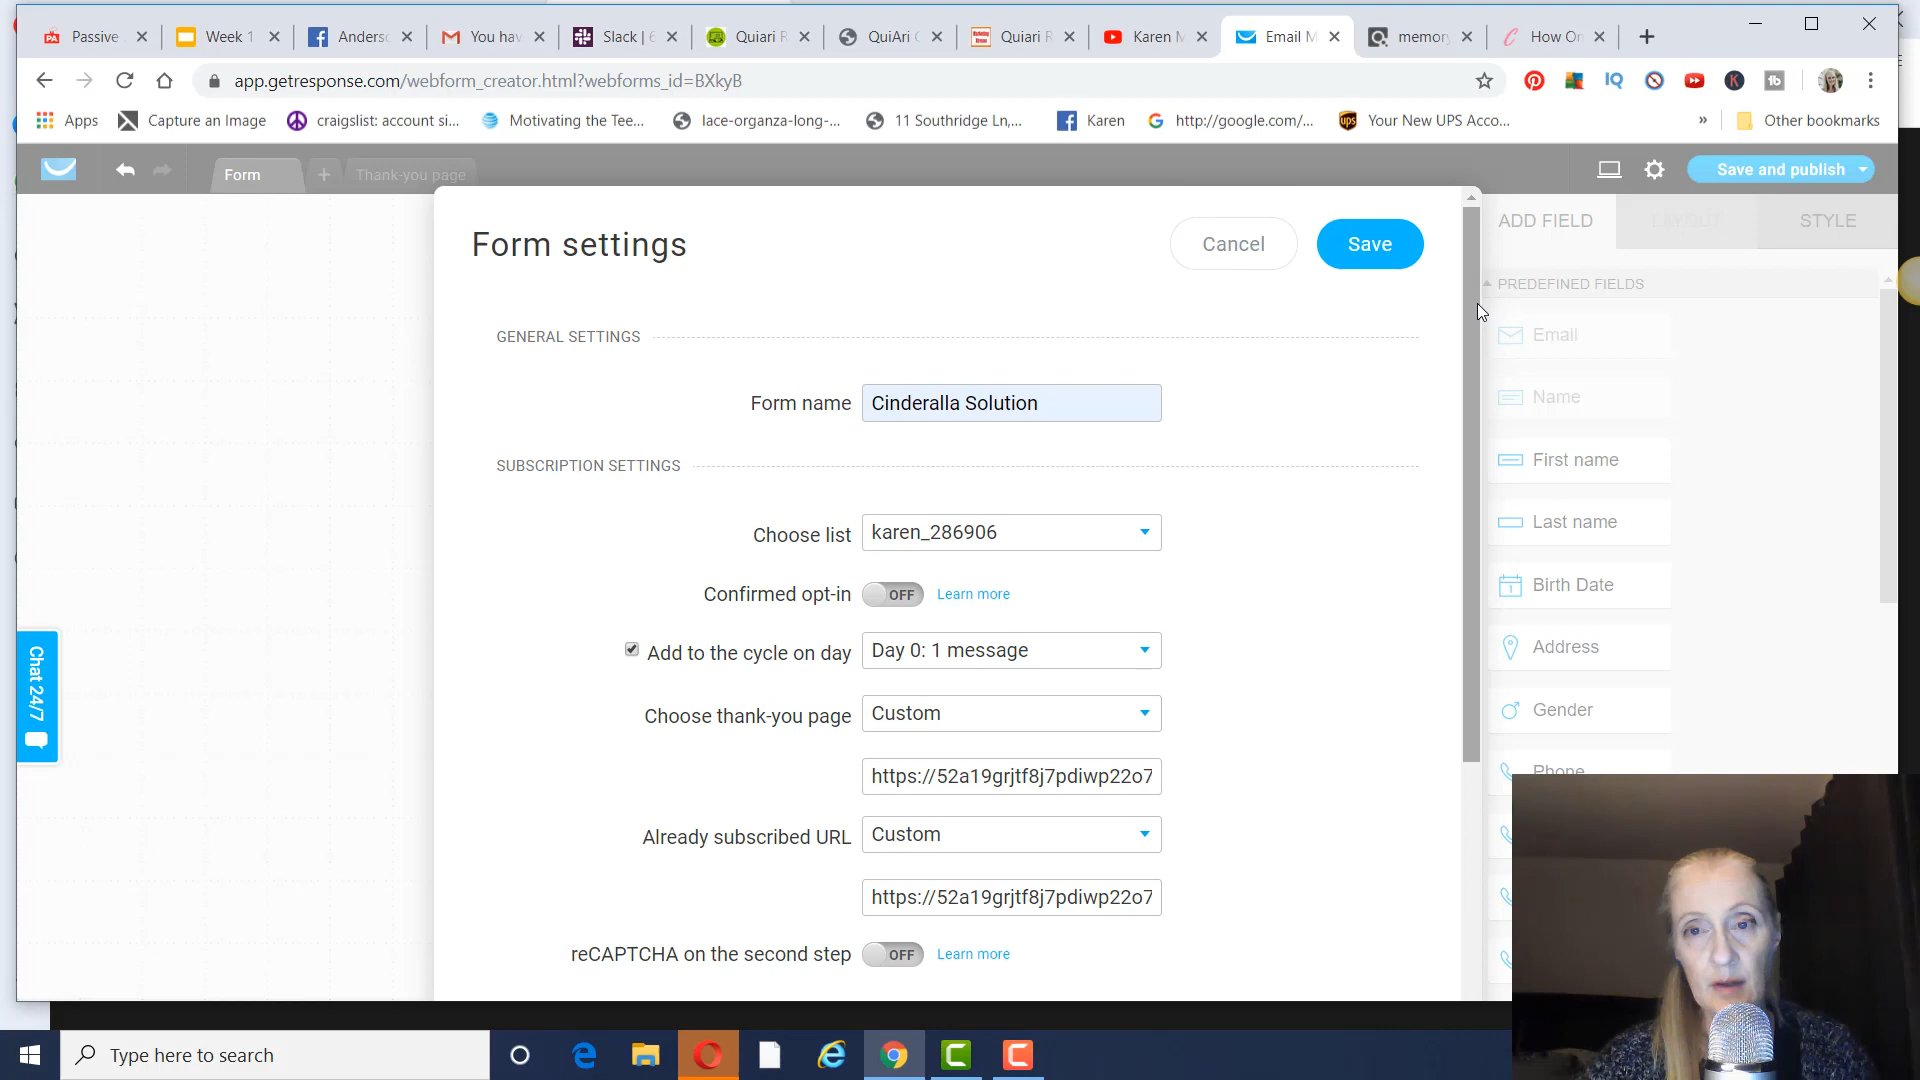 Passive
Week 1
Anders
You hav
Slack | 6
Quiari R
QuiAri C
Quiari R
Karen M
Email M
memory
How On
app.getresponse.com/webform_creator.html?webforms_id=BXkyB
Apps
Capture an Image
craigslist: account si...
Motivating the Tee...
lace-organza-long-...
11 Southridge Ln,...
Karen
http://google.com/...
Your New UPS Acco...
»
Other bookmarks
Form
Thank-you page
Save and publish
Form settings
Cancel
Save
ADD FIELD
LAYOUT
STYLE
PREDEFINED FIELDS
GENERAL SETTINGS
Email
Form name
Cinderalla Solution
Name
SUBSCRIPTION SETTINGS
First name
Choose list
karen_286906
Last name
Confirmed opt-in
OFF
Learn more
Birth Date
Add to the cycle on day
Day 0: 1 message
Address
Choose thank-you page
Custom
Gender
https://52a19grjtf8j7pdiwp22o7
Phone
Already subscribed URL
Custom
https://52a19grjtf8j7pdiwp22o7
reCAPTCHA on the second step
OFF
Learn more
Chat 24/7
Type here to search